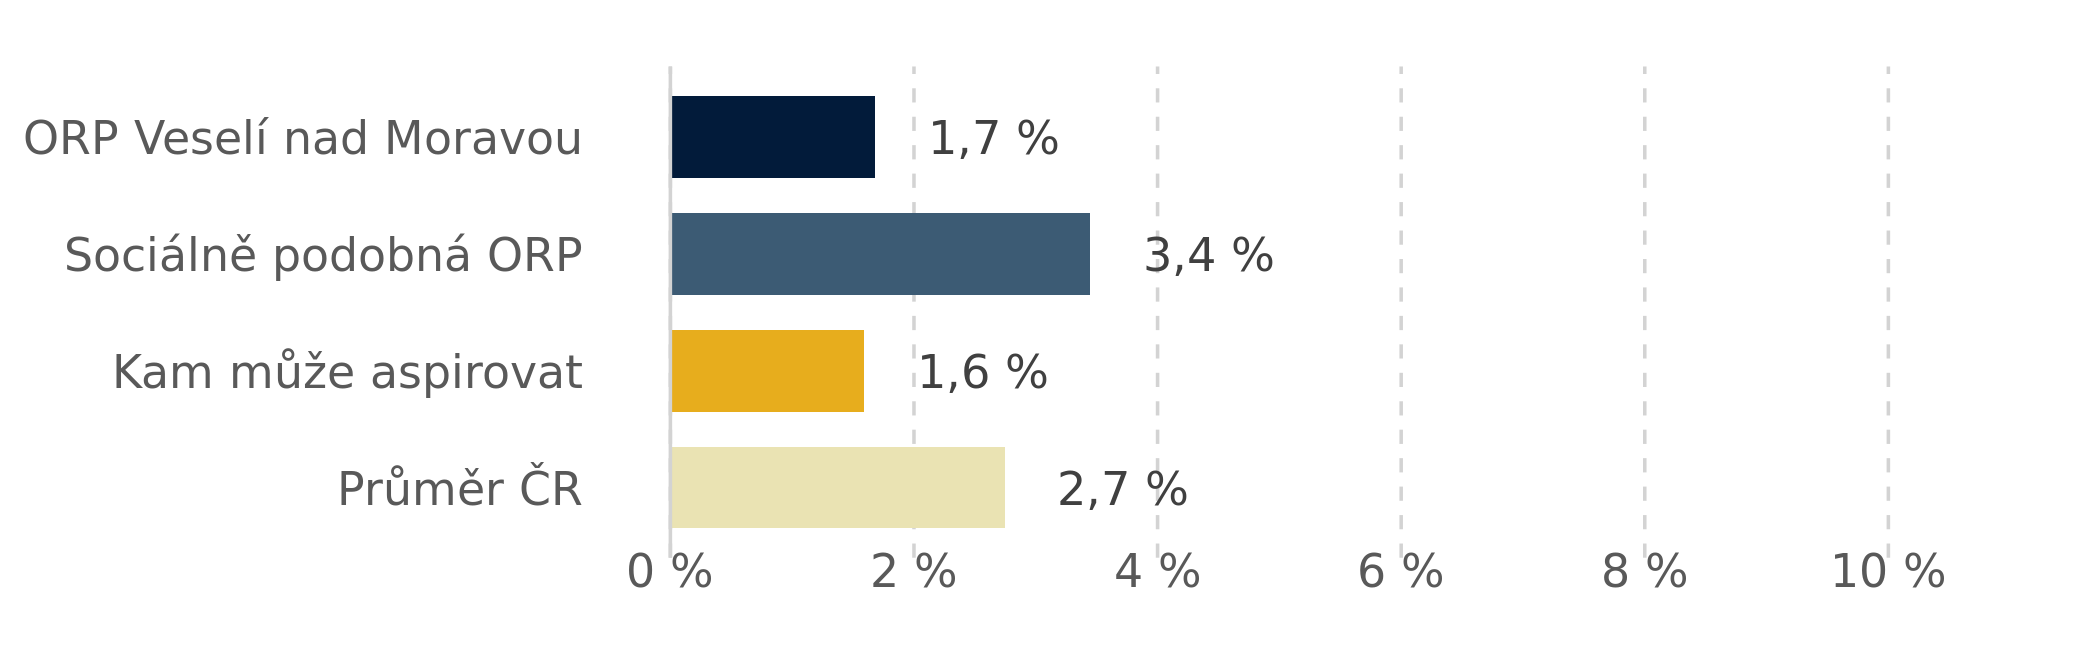 ORP Veselí nad Moravou 1,7 %
Sociálně podobná ORP 3,4 %
Kam může aspirovat 1,6 %
Průměr ČR 2,7 %
0 % 2 % 4 % 6 % 8 % 10 %